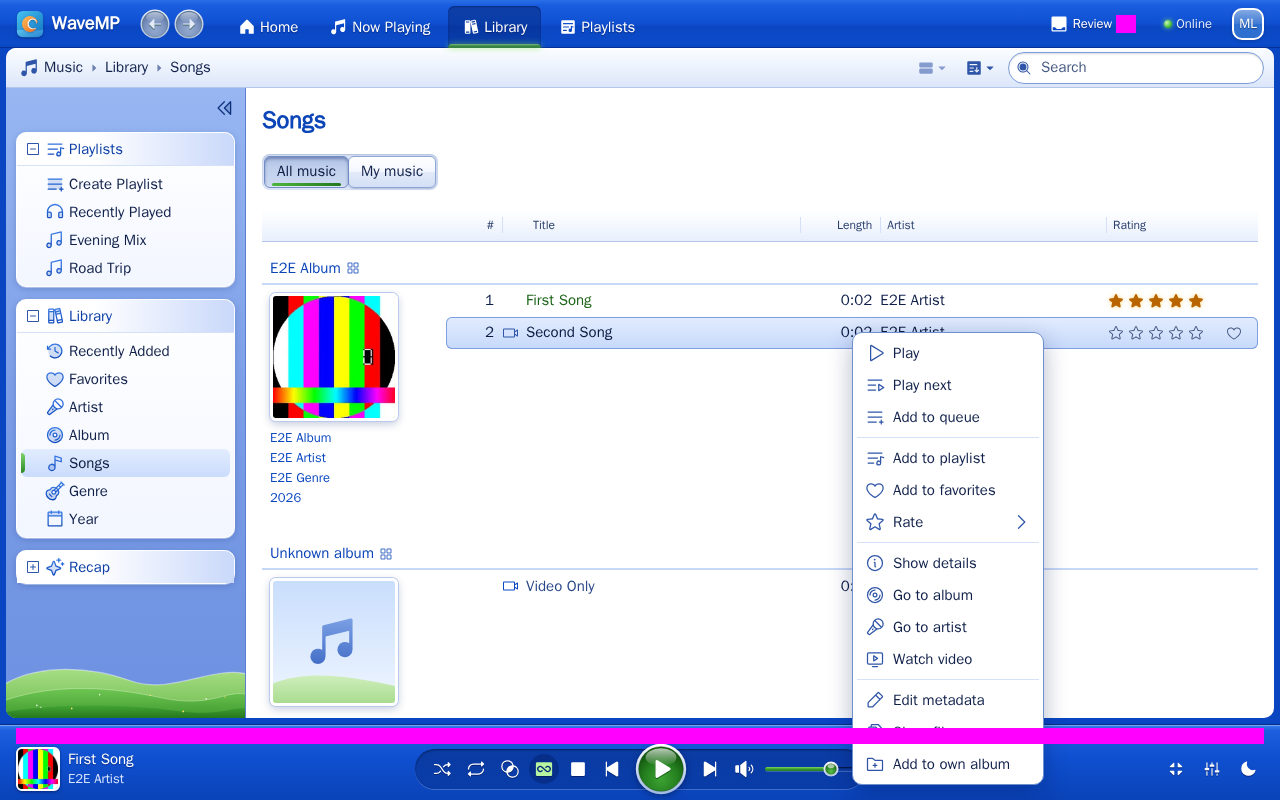 WaveMP
Home
Now Playing
Library
Playlists
Review
Online
ML
Music
Library
Songs
Search
Playlists
Create Playlist
Recently Played
Evening Mix
Road Trip
Library
Recently Added
Favorites
Artist
Album
Songs
Genre
Year
Recap
Songs
All music
My music
# Title Length Artist Rating
E2E Album
1 First Song 0:02 E2E Artist
2 Second Song 0:02 E2E Artist
E2E Album
E2E Artist
E2E Genre
2026
Unknown album
Video Only
Play
Play next
Add to queue
Add to playlist
Add to favorites
Rate
Show details
Go to album
Go to artist
Watch video
Edit metadata
Add to own album
First Song
E2E Artist